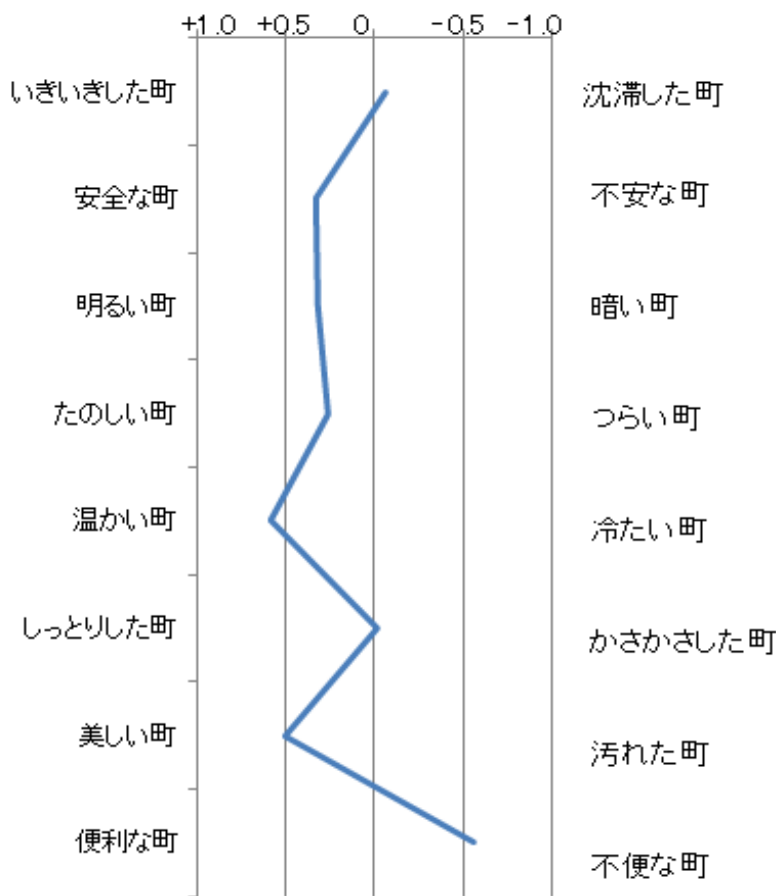 +1.0 +0.5 0 -0.5 -1.0
いきいきした町 沈滞した町
安全な町 不安な町
明るい町 暗い町
たのしい町 つらい町
温かい町 冷たい町
しっとりした町 かさかさした町
美しい町 汚れた町
便利な町 不便な町